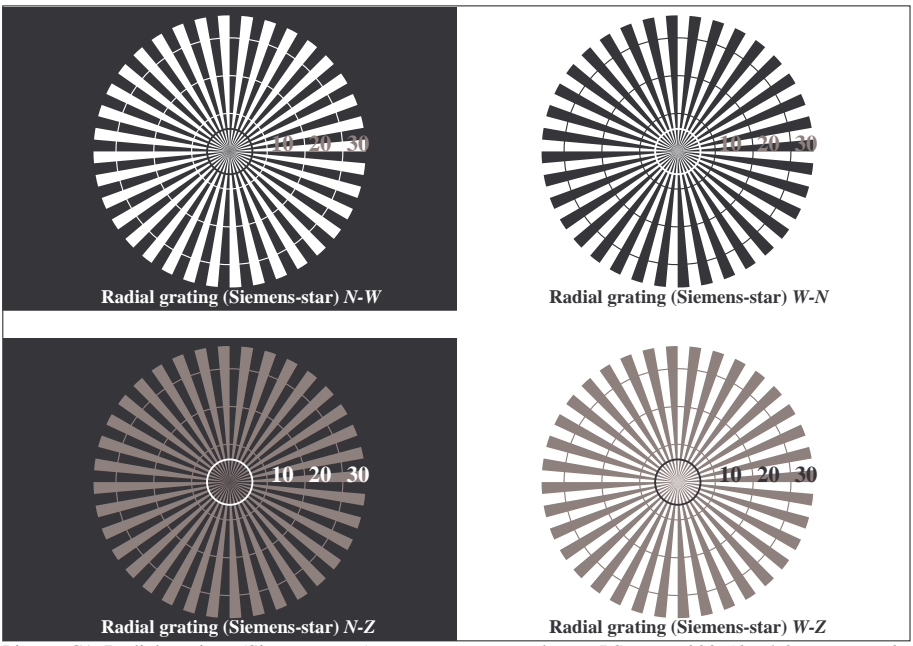 10 20 30
10 20 30
Radial grating (Siemens-star) N-W
Radial grating (Siemens-star) W-N
10 20 30
10 20 30
Radial grating (Siemens-star) N-Z
Radial grating (Siemens-star) W-Z